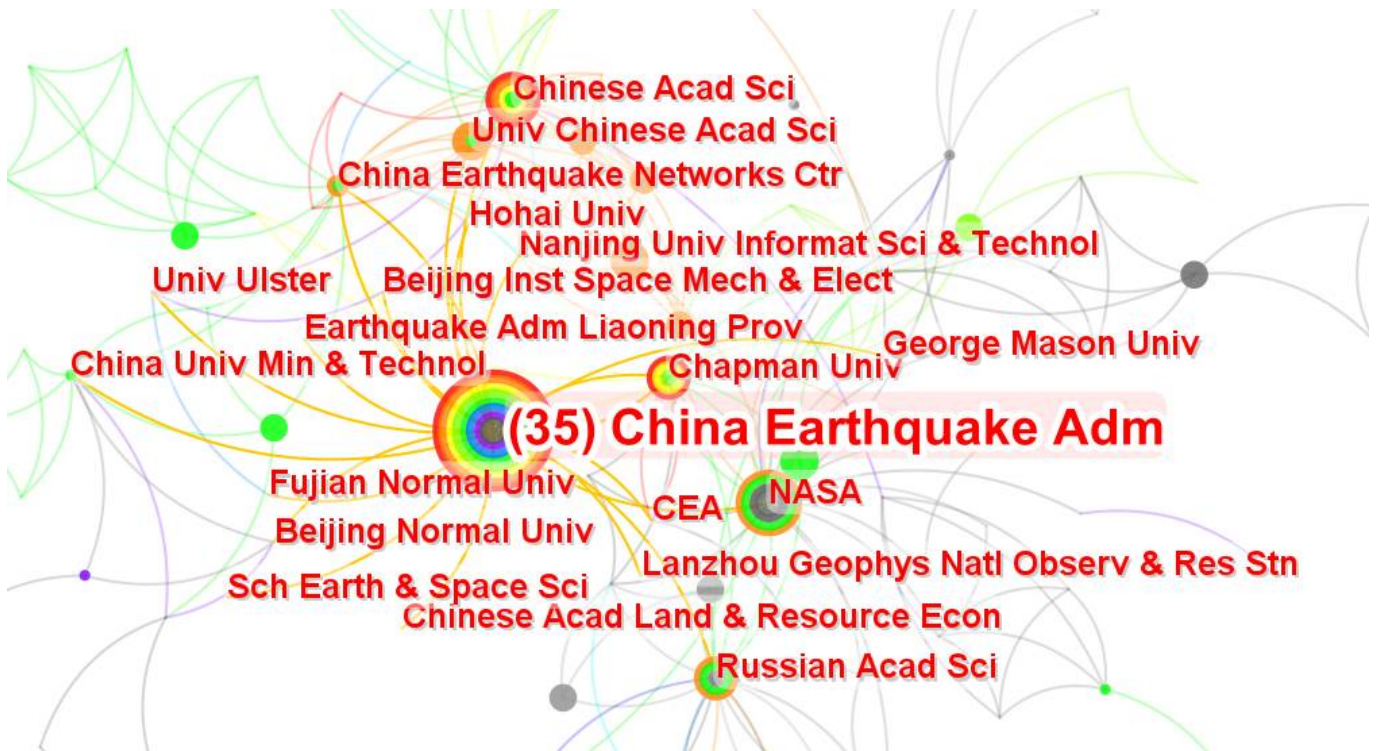 Chinese Acad Sci
Univ Chinese Acad Sci
China Earthquake Networks Ctr
Hohai Univ
Nanjing Univ Informat Sci & Technol
Univ Ulster
Beijing Inst Space Mech & Elect
Earthquake Adm Liaoning Prov
George Mason Univ
China Univ Min & Technol
Chapman Univ
(35) China Earthquake Adm
Fujian Normal Univ
NASA
CEA
Beijing Normal Univ
Lanzhou Geophys Natl Observ & Res Stn
Sch Earth & Space Sci
Chinese Acad Land & Resource Econ
Russian Acad Sci